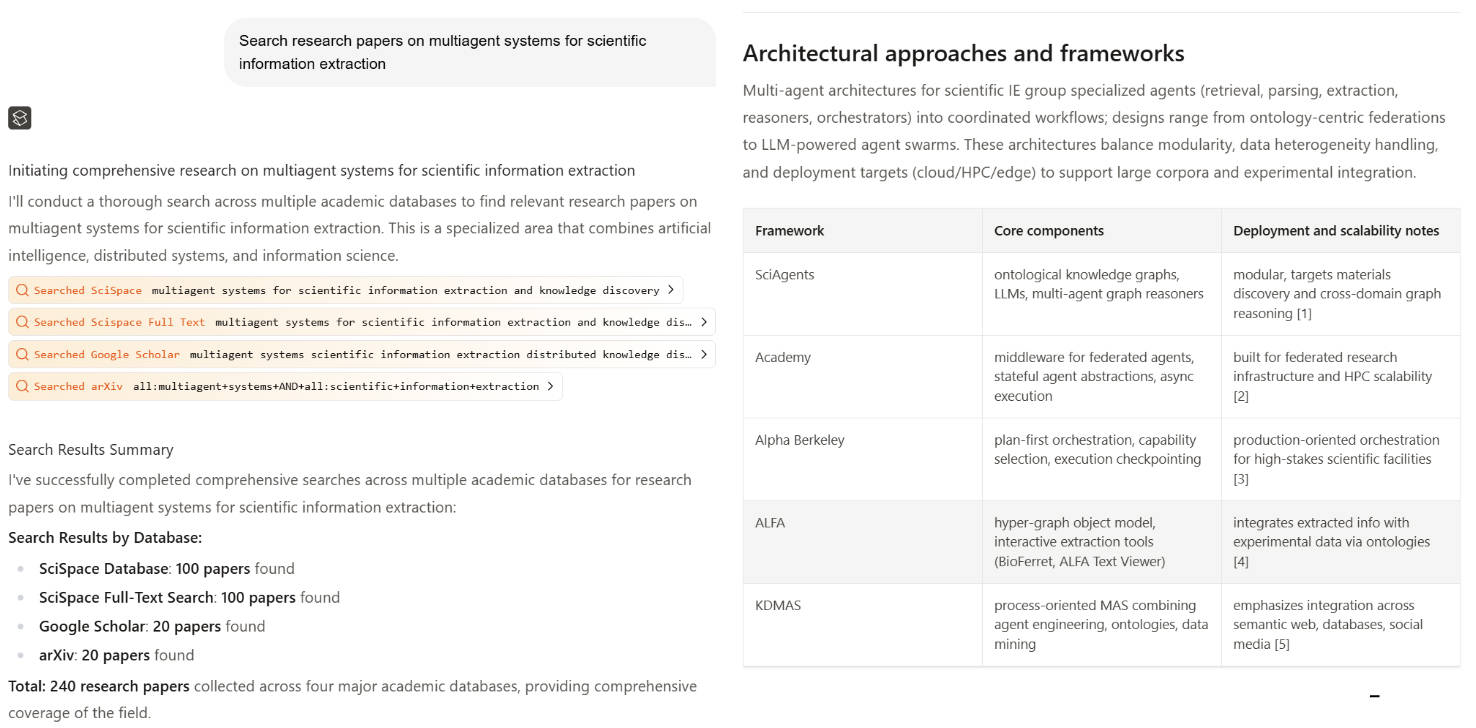 Search research papers on multiagent systems for scientific
information extraction
Initiating comprehensive research on multiagent systems for scientific information extraction
I'll conduct a thorough search across multiple academic databases to find relevant research papers on
multiagent systems for scientific information extraction. This is a specialized area that combines artificial
intelligence, distributed systems, and information science.
Searched SciSpace multiagent systems for scientific information extraction and knowledge discovery
Searched Scispace Full Text multiagent systems for scientific information extraction and knowledge dis…
Searched Google Scholar multiagent systems scientific information extraction distributed knowledge dis…
Searched arXiv all:multiagent+systems+AND+all:scientific+information+extraction
Search Results Summary
I've successfully completed comprehensive searches across multiple academic databases for research
papers on multiagent systems for scientific information extraction:
Search Results by Database:
SciSpace Database: 100 papers found
SciSpace Full-Text Search: 100 papers found
Google Scholar: 20 papers found
arXiv: 20 papers found
Total: 240 research papers collected across four major academic databases, providing comprehensive
coverage of the field.
Architectural approaches and frameworks
Multi-agent architectures for scientific IE group specialized agents (retrieval, parsing, extraction,
reasoners, orchestrators) into coordinated workflows; designs range from ontology-centric federations
to LLM-powered agent swarms. These architectures balance modularity, data heterogeneity handling,
and deployment targets (cloud/HPC/edge) to support large corpora and experimental integration.
Framework Core components Deployment and scalability notes
SciAgents
ontological knowledge graphs,
LLMs, multi-agent graph reasoners
modular, targets materials
discovery and cross-domain graph
reasoning [1]
Academy
middleware for federated agents,
stateful agent abstractions, async
execution
built for federated research
infrastructure and HPC scalability
[2]
Alpha Berkeley
plan-first orchestration, capability
selection, execution checkpointing
production-oriented orchestration
for high-stakes scientific facilities
[3]
ALFA
hyper-graph object model,
interactive extraction tools
(BioFerret, ALFA Text Viewer)
integrates extracted info with
experimental data via ontologies
[4]
KDMAS
process-oriented MAS combining
agent engineering, ontologies, data
mining
emphasizes integration across
semantic web, databases, social
media [5]